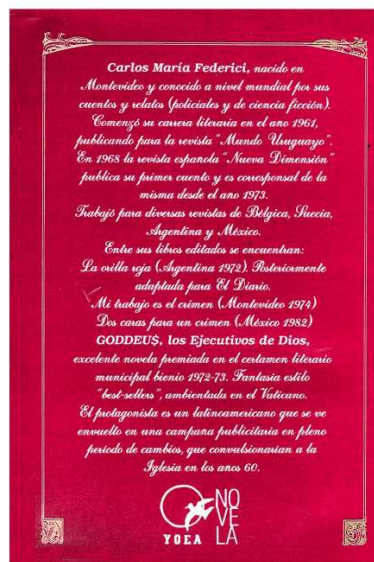 Carlos María Federici, nacido en
Montevideo y conocido a nivel mundial por sus
cuentos y relatos (policiales y de ciencia ficción).
Comenzó su carrera literaria en el año 1961,
publicando para la revista "Mundo Uruguayo".
En 1968 la revista española "Nueva Dimensión"
publica su primer cuento y es corresponsal de la
misma desde el ano 1973.
Trabajó para diversas revistas de Bélgica, Suecia,
Argentina y México.
Entre sus libros editados se encuentran:
La orilla roja (Argentina 1972). Posteriormente
adaptada para El Diario.
Mi trabajo es el crimen (Montevideo 1974)
Dos caras para un crimen (México 1982)
GODDEU$, los Ejecutivos de Dios,
excelente novela premiada en el certamen literario
municipal bienio 1972-73. Fantasia estilo
"best-sellers", ambientada en el Vaticano.
El protagonista es un latinoamericano que se ve
envuelto en una campana publicitaria en pleno
periodo de cambios, que convulsionarian a la
Iglesia en los anos 60.
YOEA
NO
VE
LA